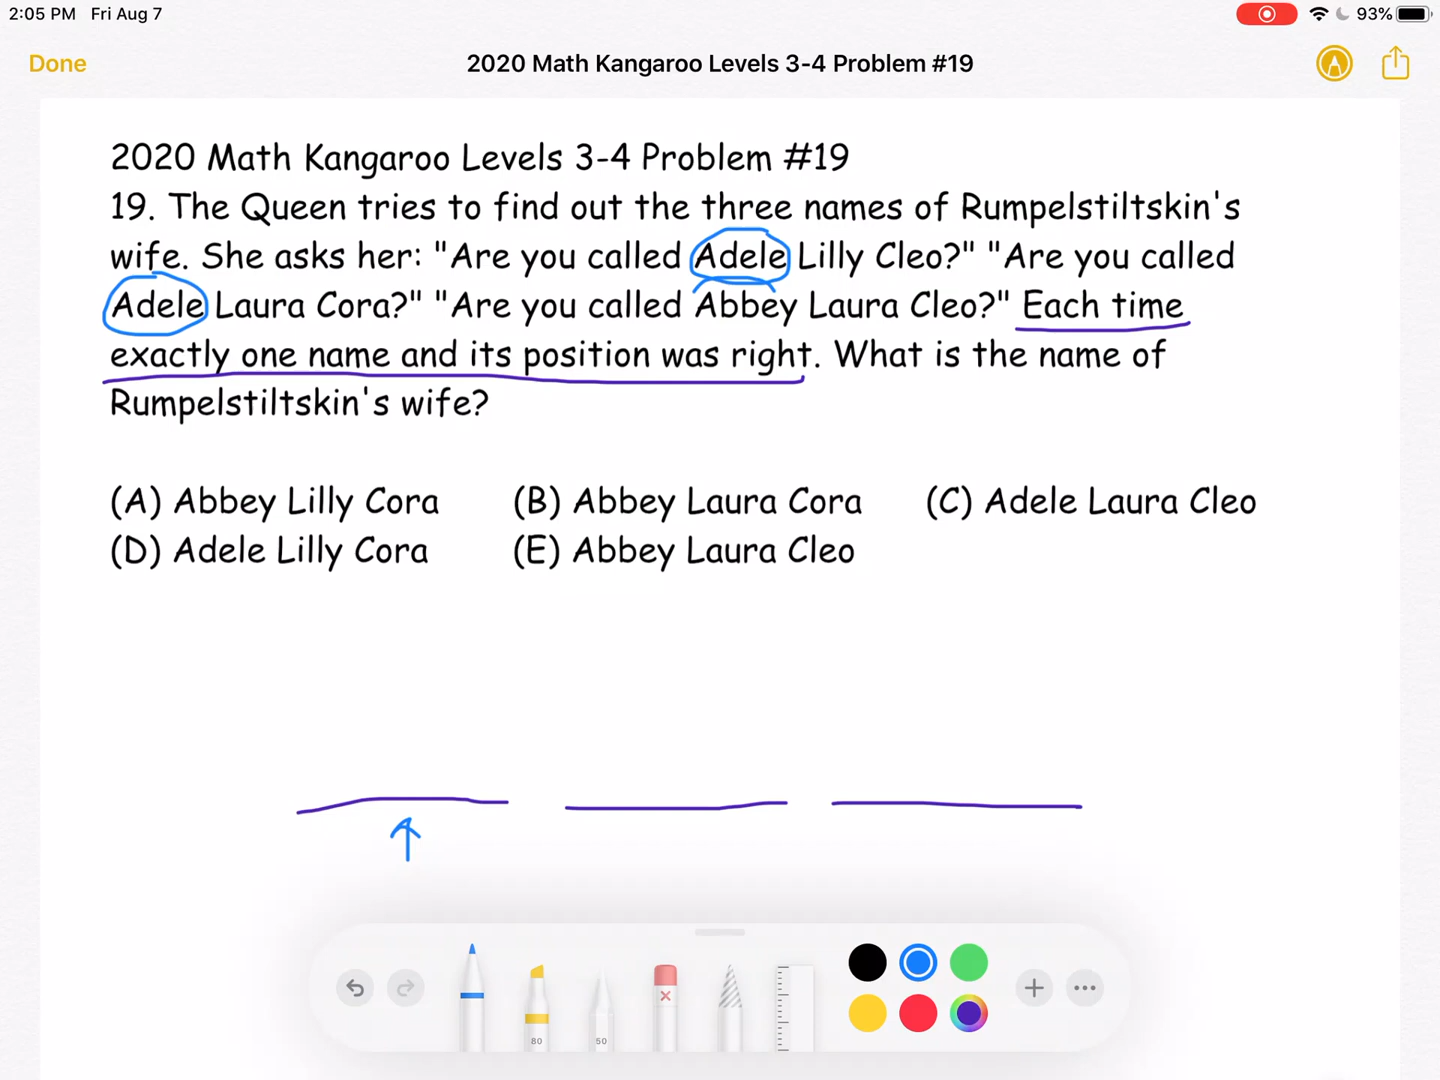 2:05 PM Fri Aug 7
93%
Done
2020 Math Kangaroo Levels 3-4 Problem #19
2020 Math Kangaroo Levels 3-4 Problem #19
19. The Queen tries to find out the three names of Rumpelstiltskin's
wife. She asks her: "Are you called Adele Lilly Cleo?" "Are you called
Adele Laura Cora?" "Are you called Abbey Laura Cleo?" Each time
exactly one name and its position was right. What is the name of
Rumpelstiltskin's wife?
(A) Abbey Lilly Cora (B) Abbey Laura Cora (C) Adele Laura Cleo
(D) Adele Lilly Cora (E) Abbey Laura Cleo
80 50